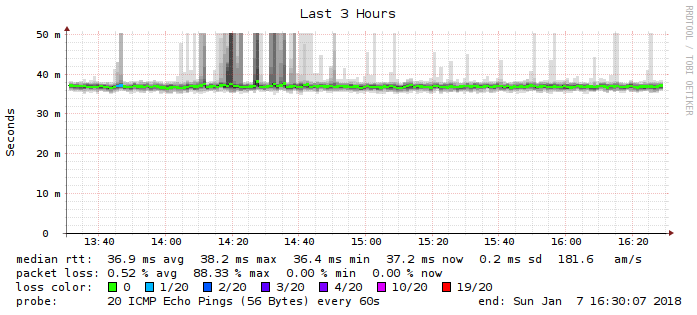 Last 3 Hours
RRDTOOL / TOBI OETIKER
Seconds
50 m
40 m
30 m
20 m
10 m
0
13:40 14:00 14:20 14:40 15:00 15:20 15:40 16:00 16:20
median rtt: 36.9 ms avg 38.2 ms max 36.4 ms min 37.2 ms now 0.2 ms sd 181.6 am/s
packet loss: 0.52 % avg 88.33 % max 0.00 % min 0.00 % now
loss color: 0 1/20 2/20 3/20 4/20 10/20 19/20
probe: 20 ICMP Echo Pings (56 Bytes) every 60s end: Sun Jan 7 16:30:07 2018